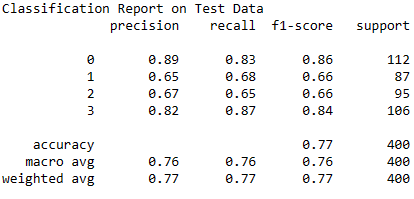 Classification Report on Test Data
precision recall f1-score support
0 0.89 0.83 0.86 112
1 0.65 0.68 0.66 87
2 0.67 0.65 0.66 95
3 0.82 0.87 0.84 106
accuracy 0.77 400
macro avg 0.76 0.76 0.76 400
weighted avg 0.77 0.77 0.77 400